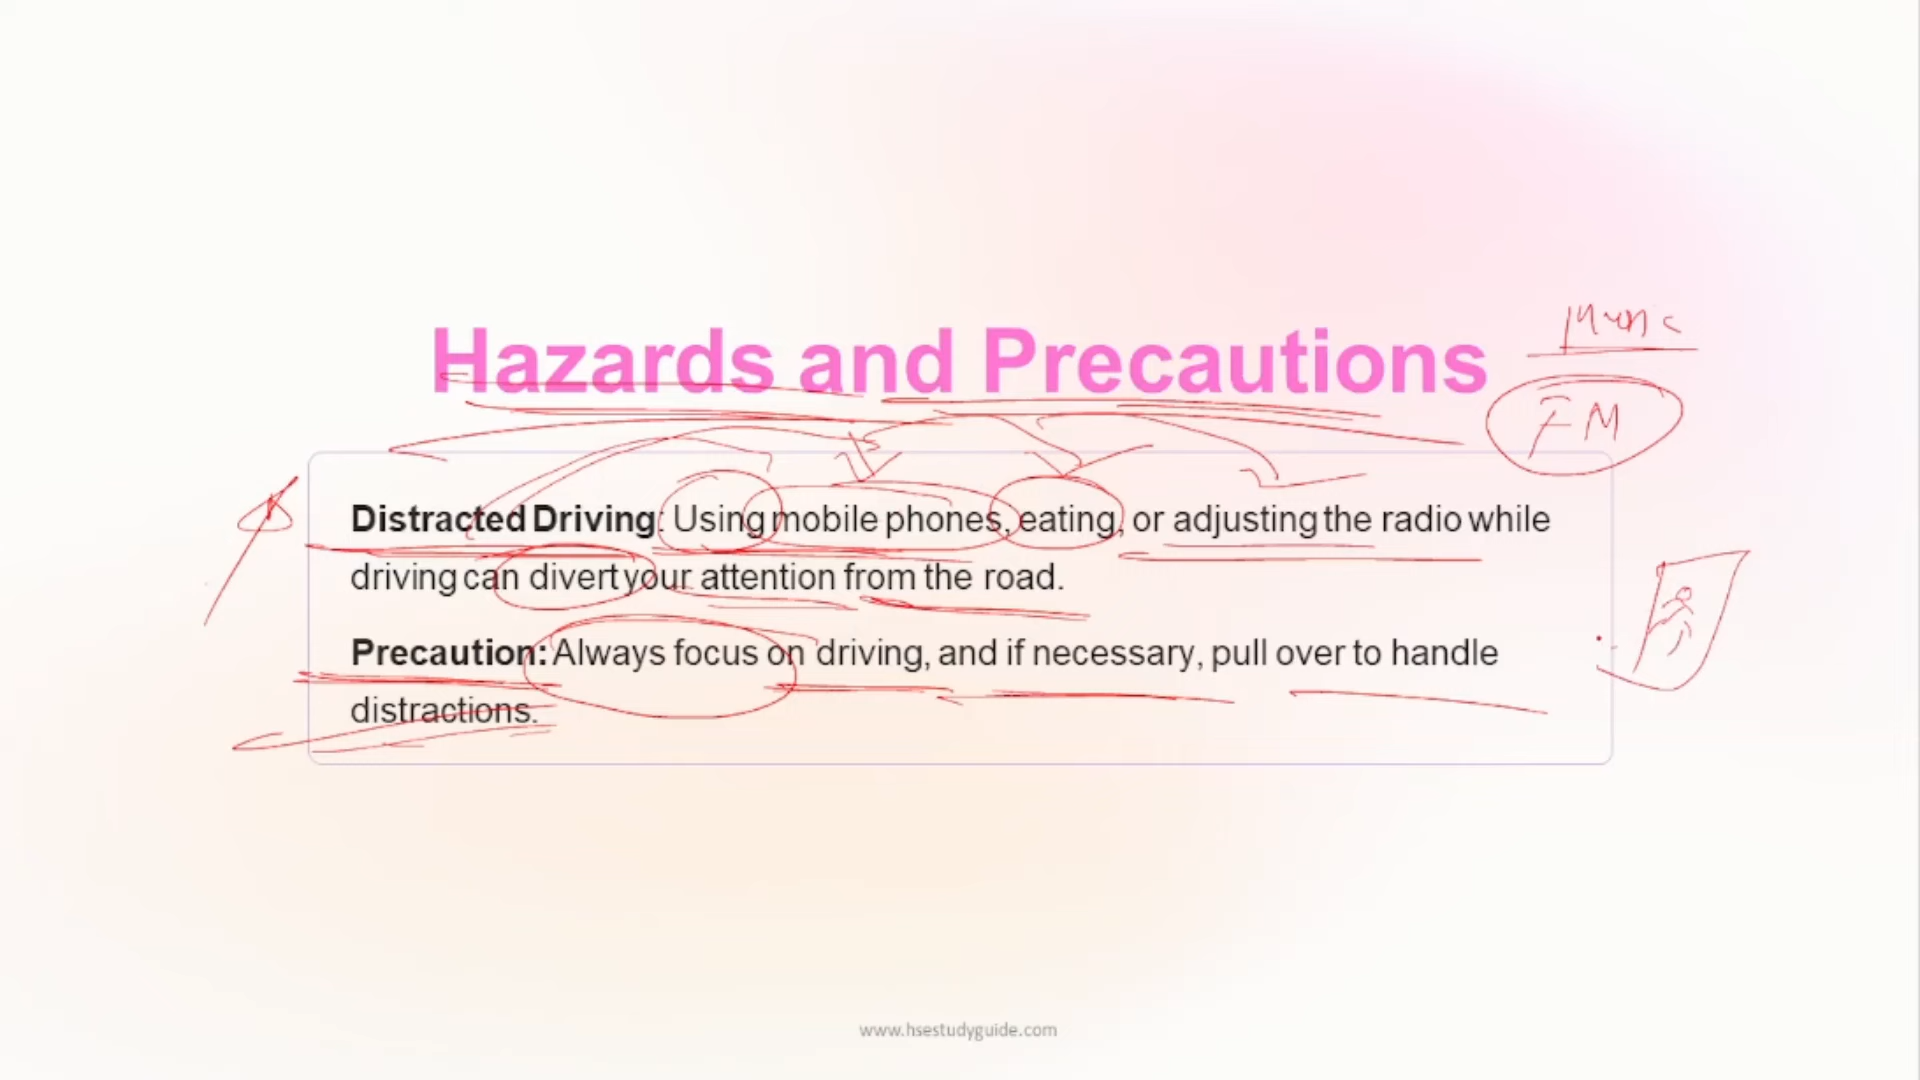 Hazards and Precautions
FM
Distracted Driving: Using mobile phones, eating, or adjusting the radio while
driving can divert your attention from the road.
Precaution: Always focus on driving, and if necessary, pull over to handle
distractions.
www.hsestudyguide.com